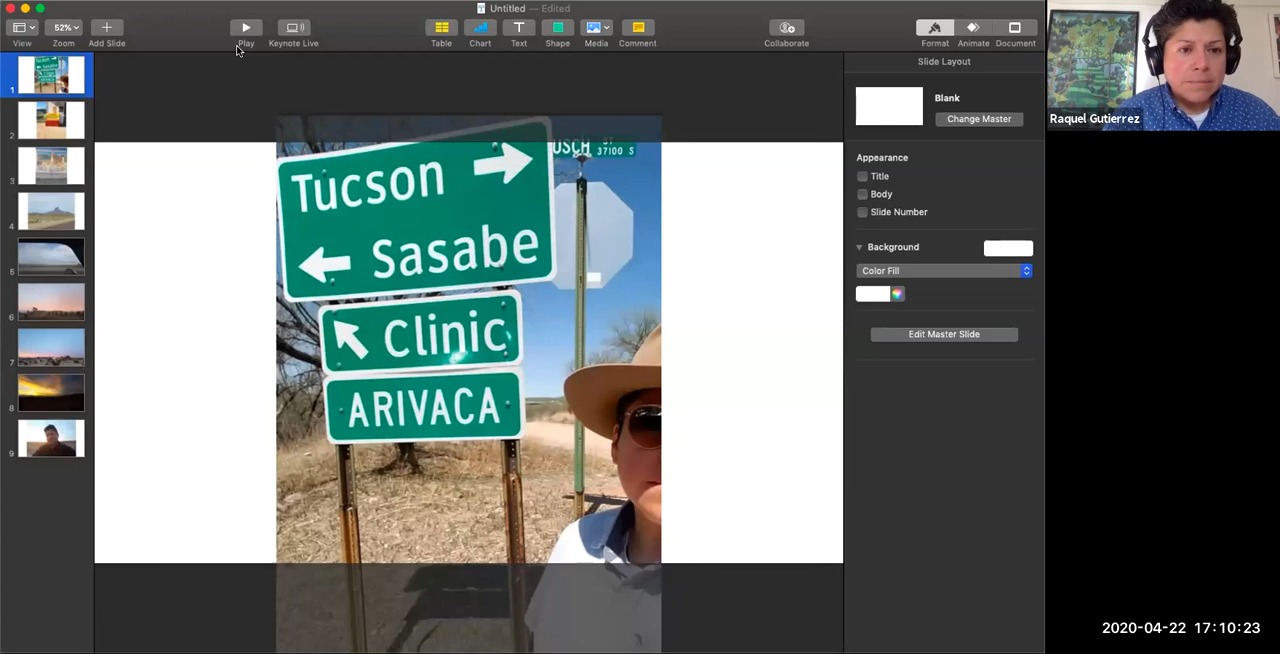 Untitled — Edited
52%
View
Zoom
Add Slide
Play
Keynote Live
Table
Chart
Text
Shape
Media
Comment
Collaborate
Format
Animate
Document
1
2
3
4
5
6
7
8
9
USCH ST
37100 S
Tucson
Sasabe
Clinic
ARIVACA
Slide Layout
Blank
Change Master
Appearance
Title
Body
Slide Number
Background
Color Fill
Edit Master Slide
Raquel Gutierrez
2020-04-22 17:10:23